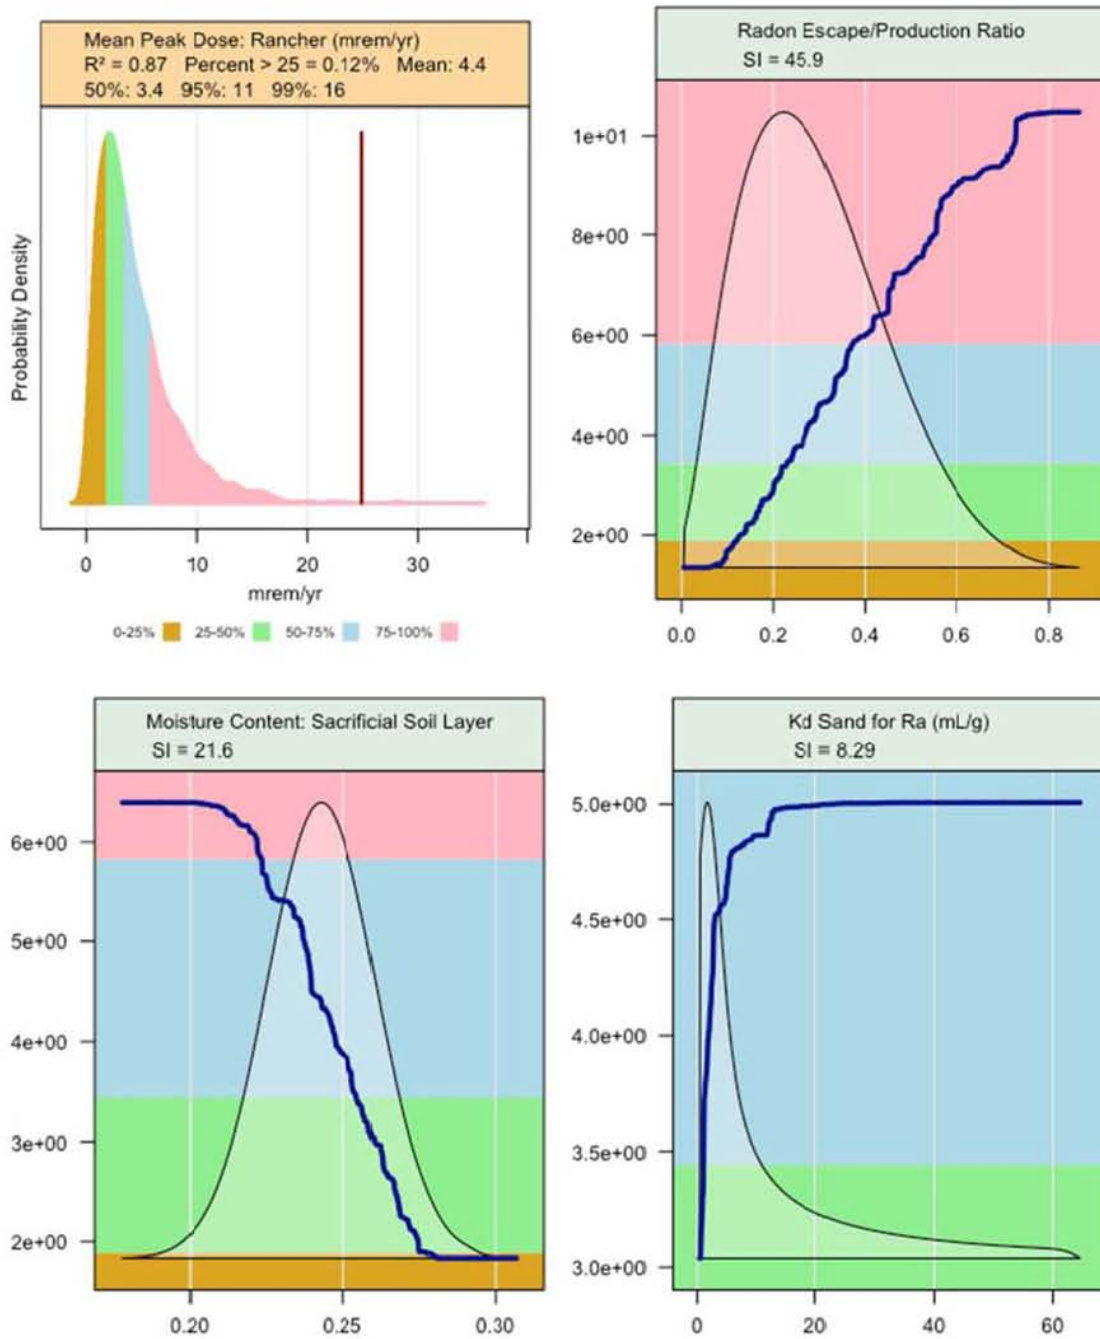 Mean Peak Dose: Rancher (mrem/yr)
R² = 0.87 Percent > 25 = 0.12% Mean: 4.4
50%: 3.4 95%: 11 99%: 16
Probability Density
0 10 20 30
mrem/yr
0-25% 25-50% 50-75% 75-100%
Radon Escape/Production Ratio
SI = 45.9
1e+01
8e+00
6e+00
4e+00
2e+00
0.0 0.2 0.4 0.6 0.8
Moisture Content: Sacrificial Soil Layer
SI = 21.6
6e+00
5e+00
4e+00
3e+00
2e+00
0.20 0.25 0.30
Kd Sand for Ra (mL/g)
SI = 8.29
5.0e+00
4.5e+00
4.0e+00
3.5e+00
3.0e+00
0 20 40 60